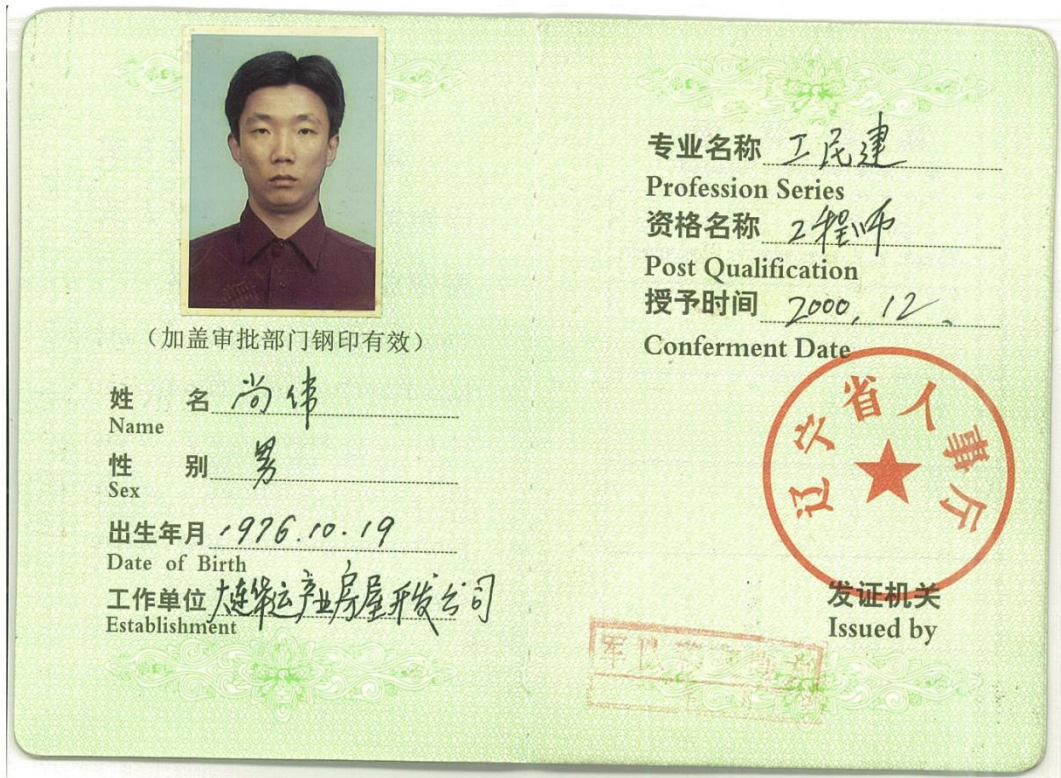 （加盖审批部门钢印有效）
姓 名 尚伟
Name
性 别 男
Sex
出生年月 1976.10.19
Date of Birth
工作单位 大连华运产业房屋开发公司
Establishment
专业名称 工民建
Profession Series
资格名称 工程师
Post Qualification
授予时间 2000.12.
Conferment Date
辽宁省人事厅
发证机关
Issued by